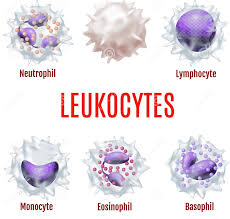 Neutrophil Lymphocyte
LEUKOCYTES
Monocyte Eosinophil Basophil